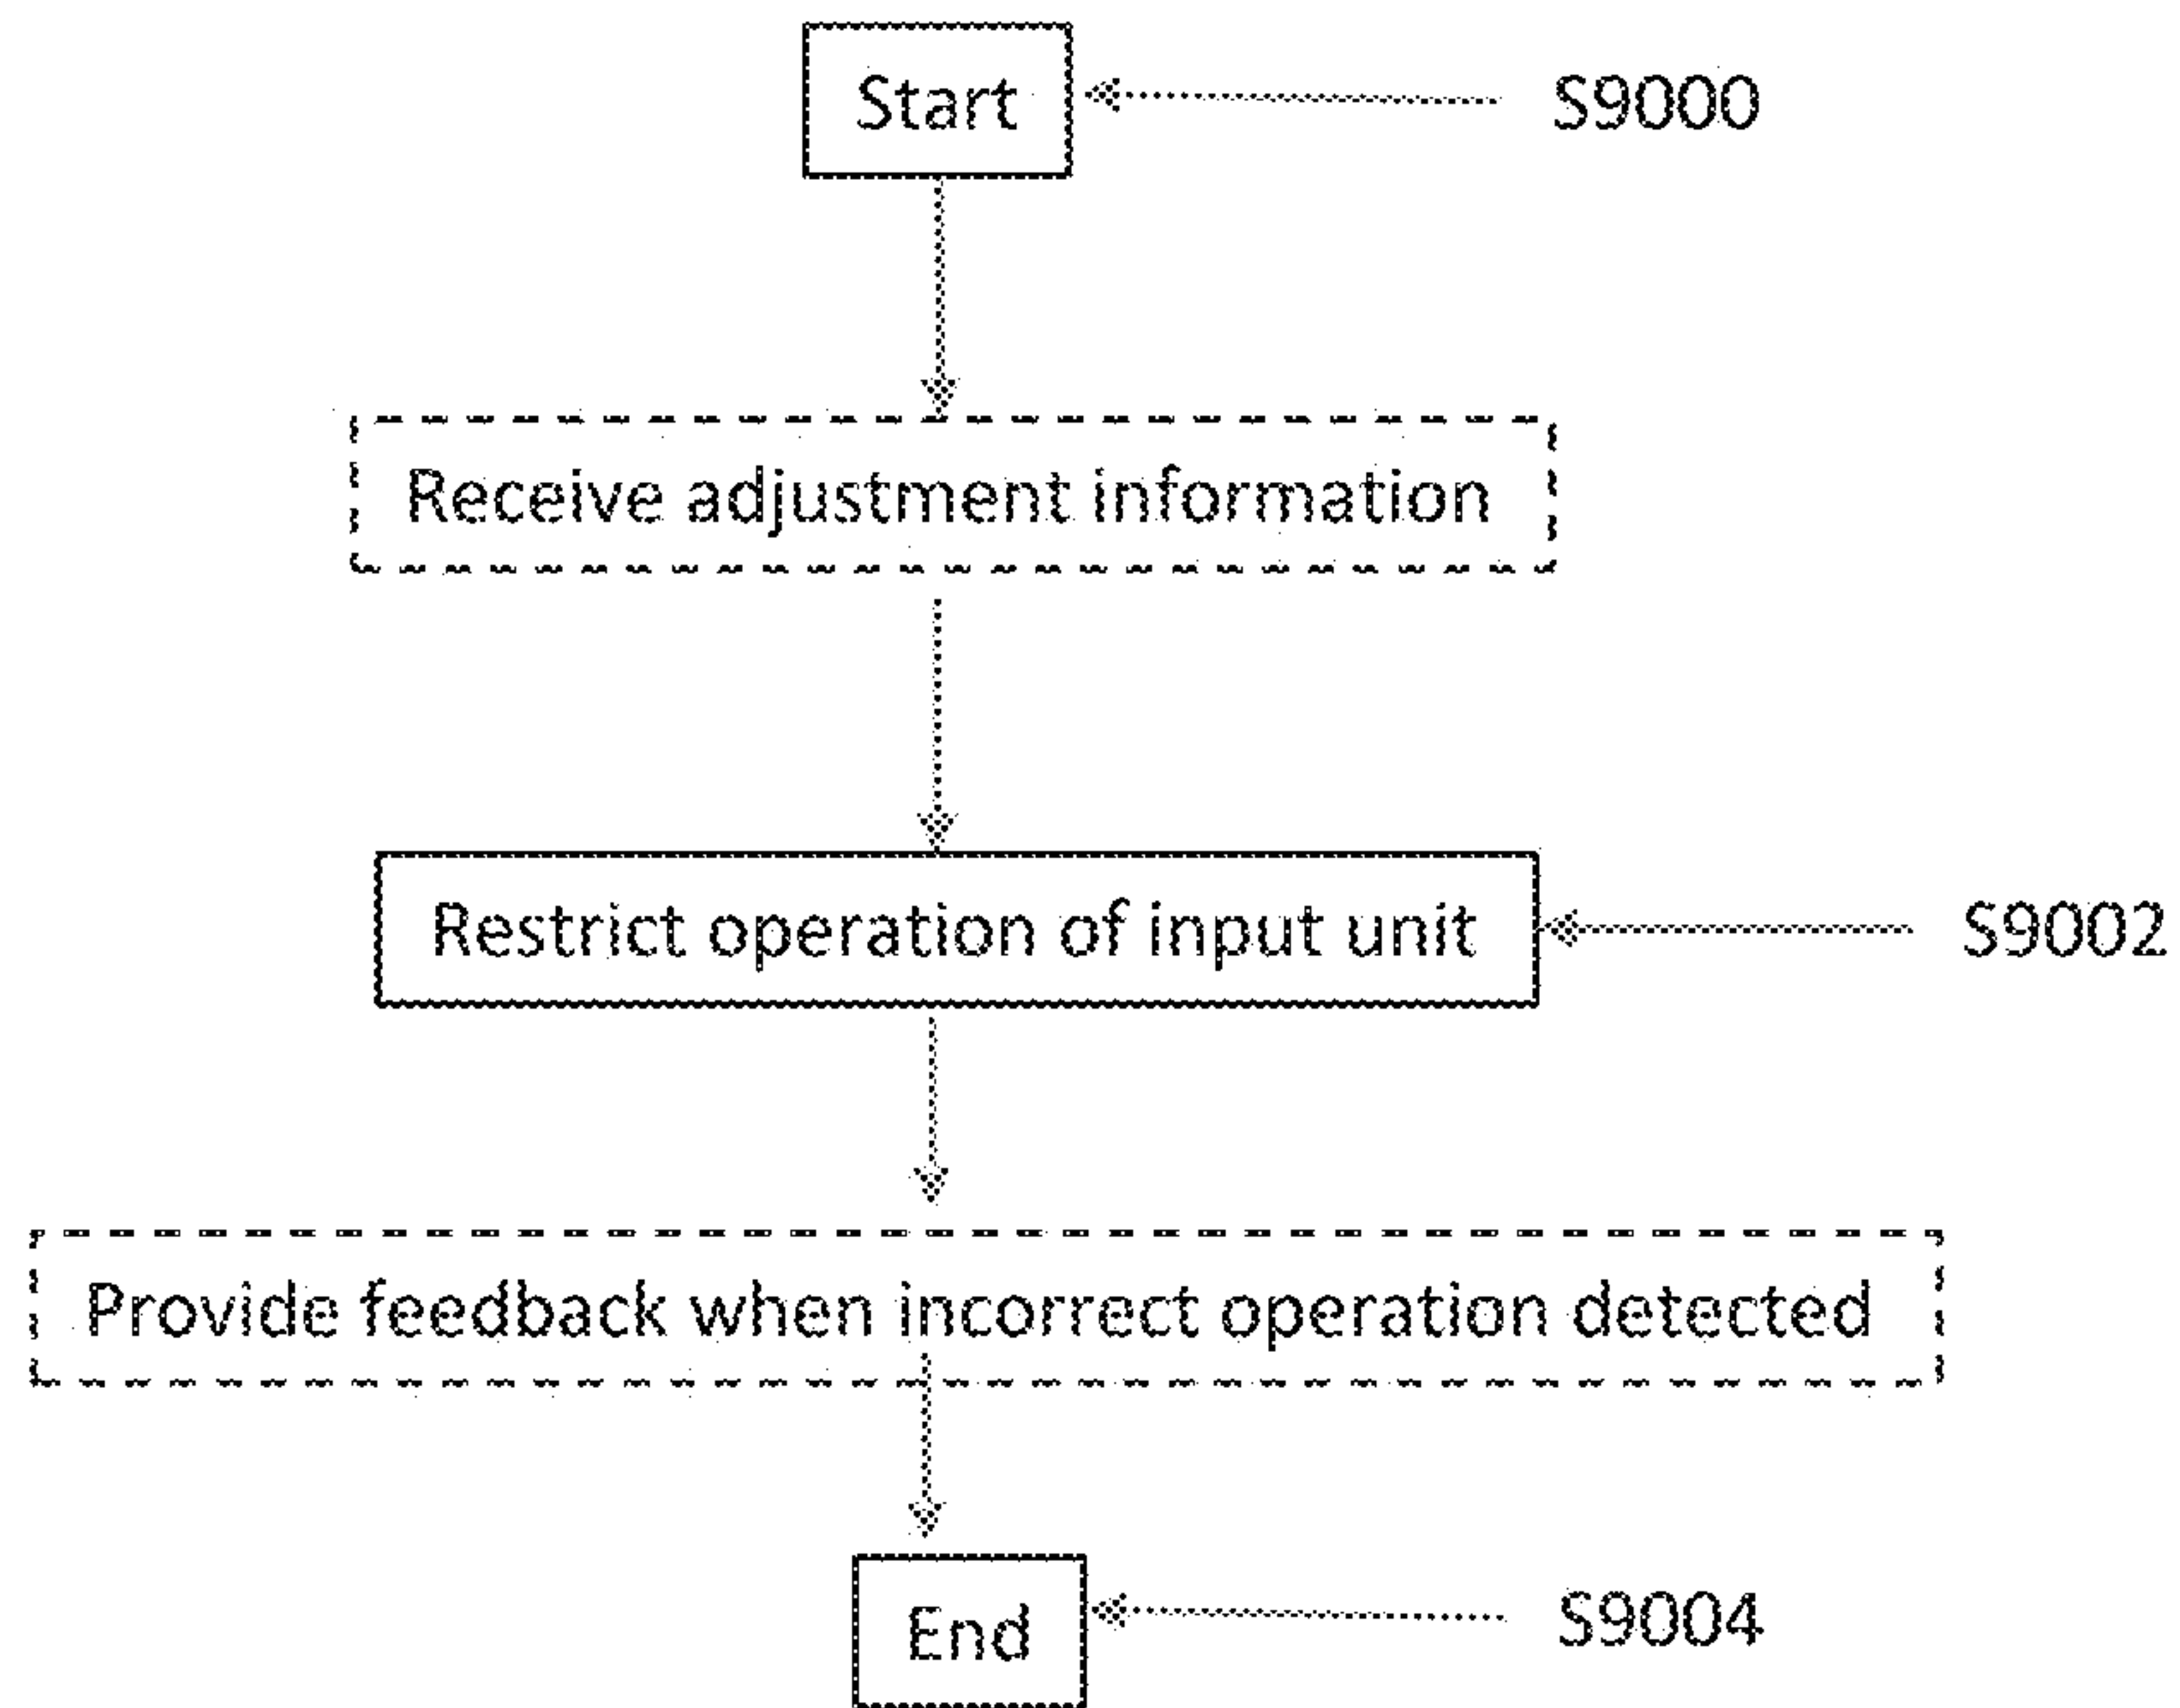 Start
S9000
Receive adjustment information
Restrict operation of input unit
S9002
Provide feedback when incorrect operation detected
End
S9004